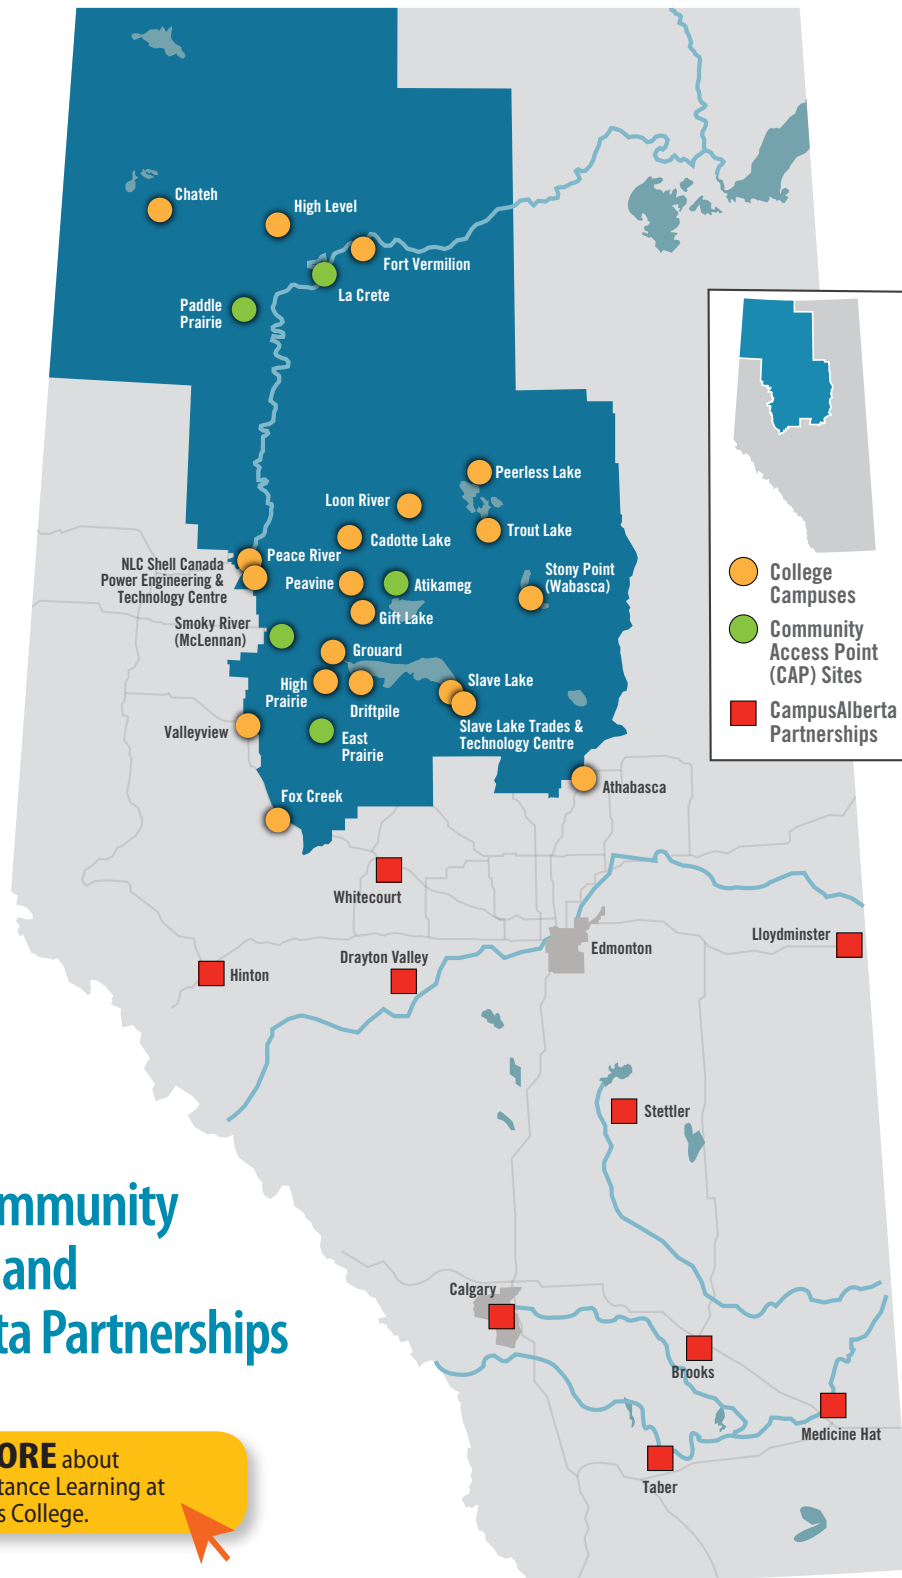 Chateh
High Level
Fort Vermilion
La Crete
Paddle
Prairie
Peerless Lake
Loon River
Trout Lake
Cadotte Lake
Peace River
NLC Shell Canada
Power Engineering &
Technology Centre
Peavine
Atikameg
Stony Point
(Wabasca)
Gift Lake
Smoky River
(McLennan)
Grouard
High
Prairie
Driftpile
Slave Lake
Slave Lake Trades &
Technology Centre
Valleyview
East
Prairie
Athabasca
Fox Creek
College
Campuses
Community
Access Point
(CAP) Sites
CampusAlberta
Partnerships
Whitecourt
Lloydminster
Edmonton
Drayton Valley
Hinton
Stettler
mmunity
and
ta Partnerships
Calgary
Brooks
Medicine Hat
Taber
ORE about
tance Learning at
s College.